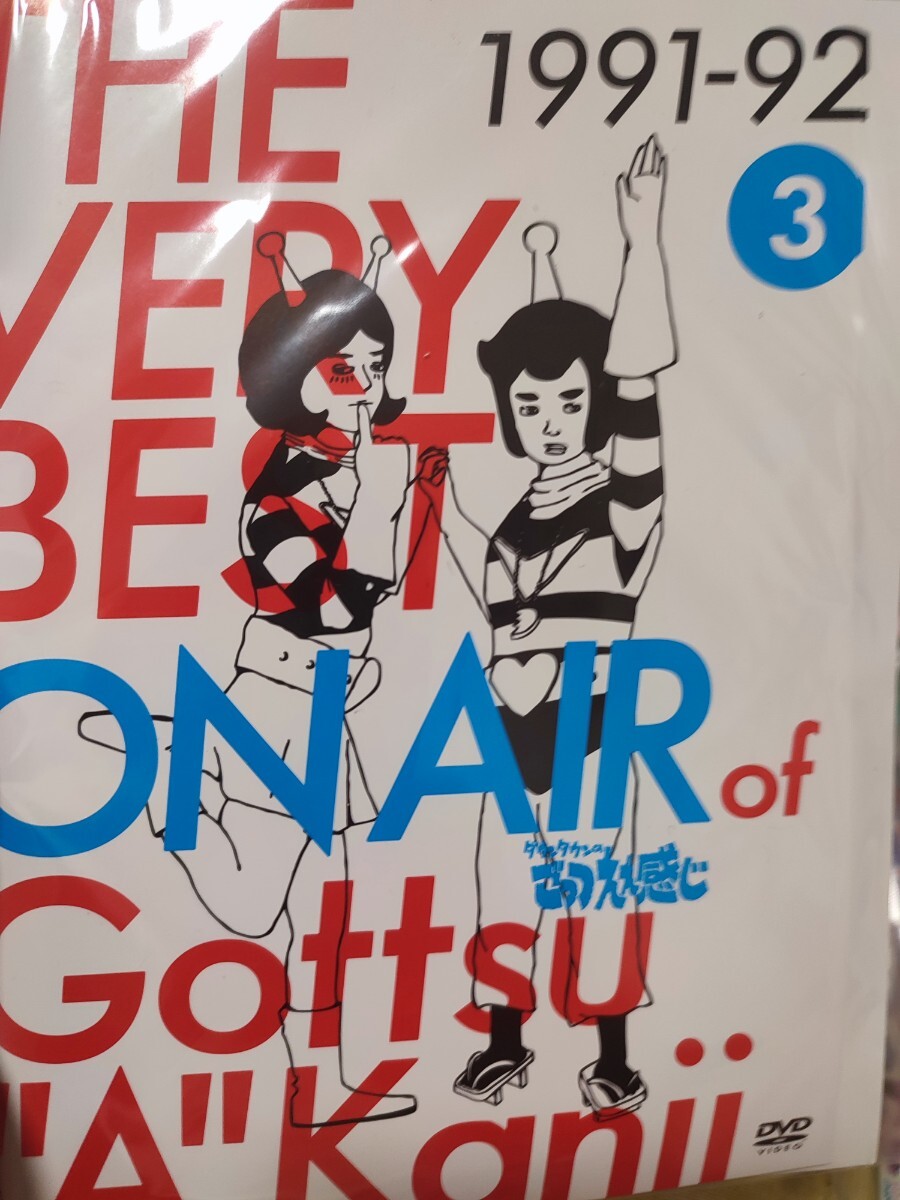 1991-92
3
THE
VERY
BEST
ON AIR of
ダウンタウンの
ごっつええ感じ
Gottsu
"A" Kanji
DVD
VIDEO